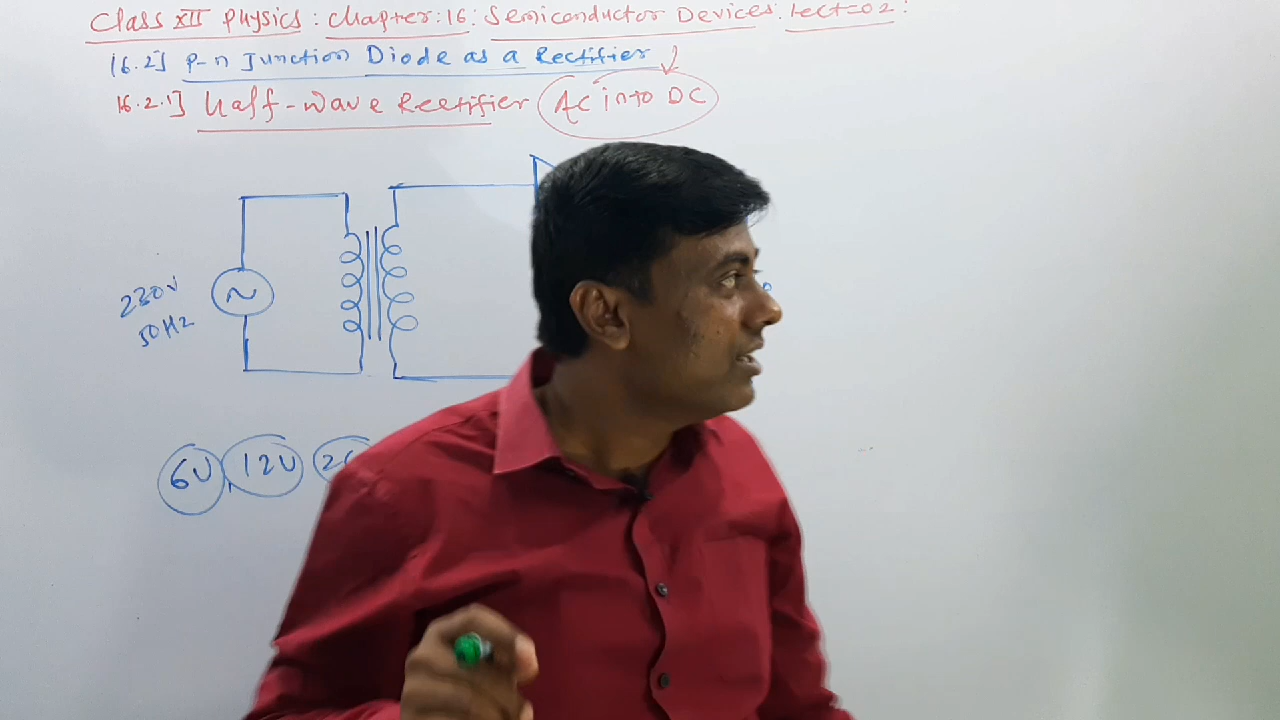 Class XII Physics : Chapter : 16 : Semiconductor Devices : Lect = 02 :
16.2] P-n Junction Diode as a Rectifier
16.2.1] Half-Wave Rectifier AC into DC
230V
50Hz
6V, 12V